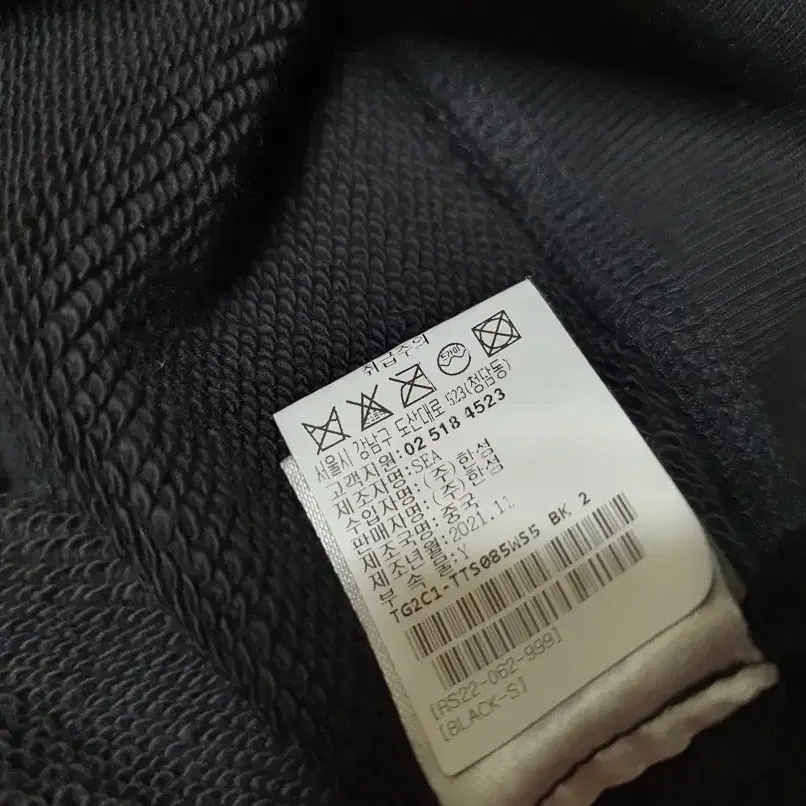 취급주의
드라이
서울시 강남구 도산대로 523(청담동)
고객지원: 02 518 4523
제조자명: SEA
수입자명: (주)한섬
판매자명: (주)한섬
제조국명: 중국
제조년월: 2021.11
부 속 물: Y
TG2C1-TTS085W55 BK 2
[RS22-062-999]
[BLACK-S]